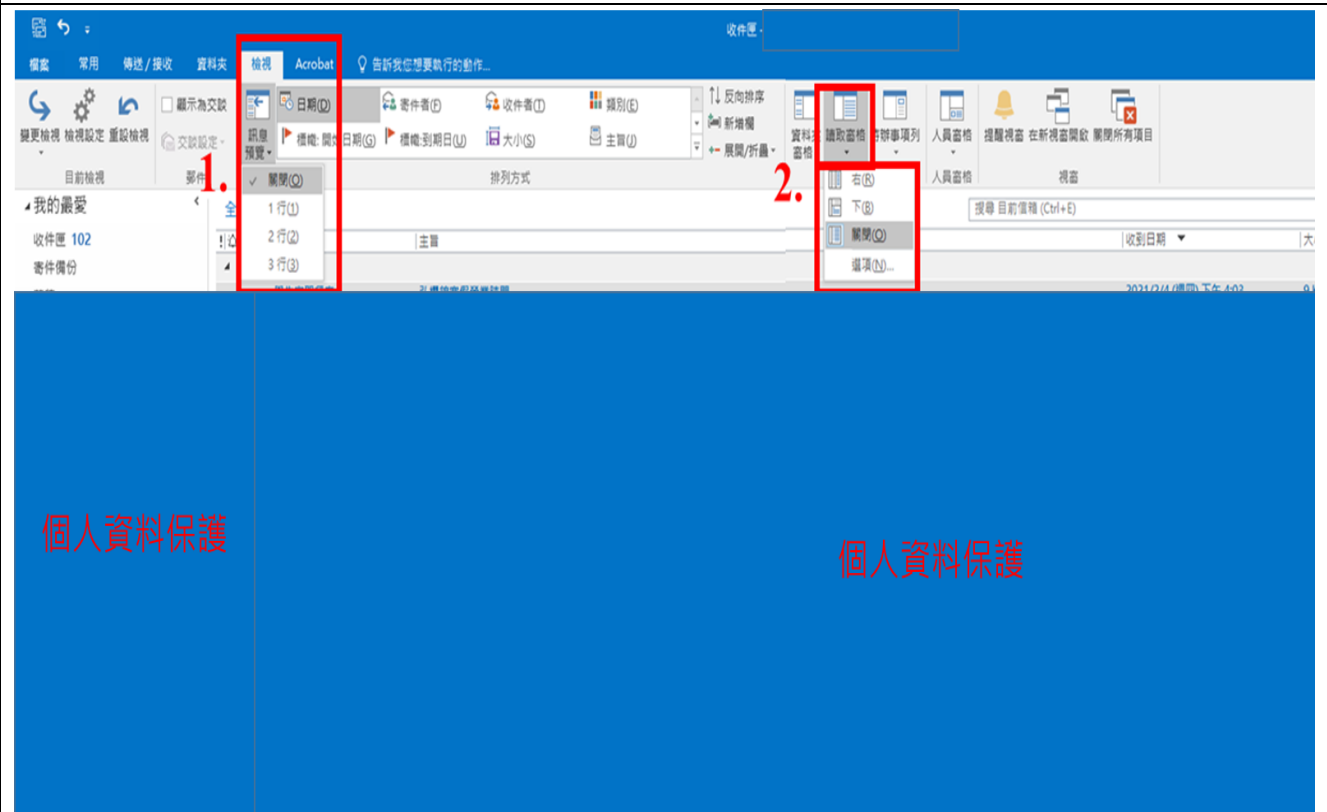 收件匣 -
檔案 常用 傳送/接收 資料夾 檢視 Acrobat 告訴我您想要執行的動作...
變更檢視 檢視設定 重設檢視
顯示為交談
交談設定
訊息預覽
日期(D) 寄件者(F) 收件者(T) 類別(E)
標幟: 開始日期(G) 標幟:到期日(U) 大小(S) 主旨(J)
反向排序
新增欄
展開/折疊
讀取窗格
人員窗格 提醒視窗 在新視窗開啟 關閉所有項目
目前檢視 郵件 排列方式 人員窗格 視窗
1.
關閉(O)
1 行(1)
2 行(2)
3 行(3)
2.
右(R)
下(B)
關閉(O)
選項(N)...
我的最愛
收件匣 102
寄件備份
全
搜尋 目前信箱 (Ctrl+E)
主旨 收到日期
個人資料保護
個人資料保護